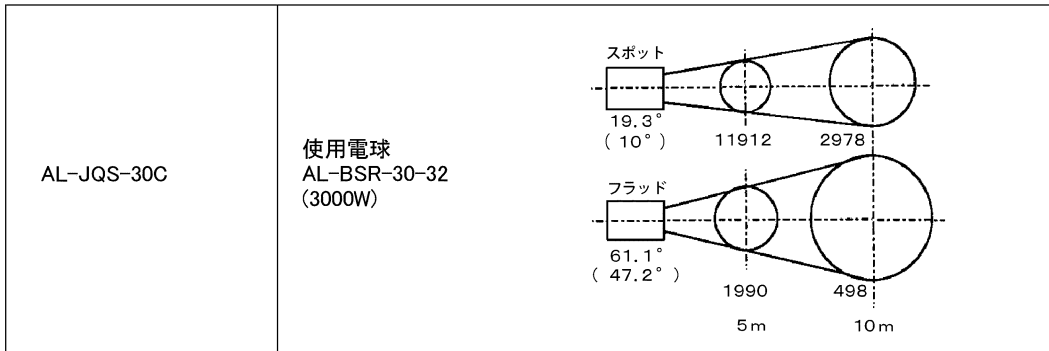 AL-JQS-30C
使用電球
AL-BSR-30-32
(3000W)
スポット
19.3°
( 10°)
11912
2978
フラッド
61.1°
( 47.2°)
1990
498
5m
10m